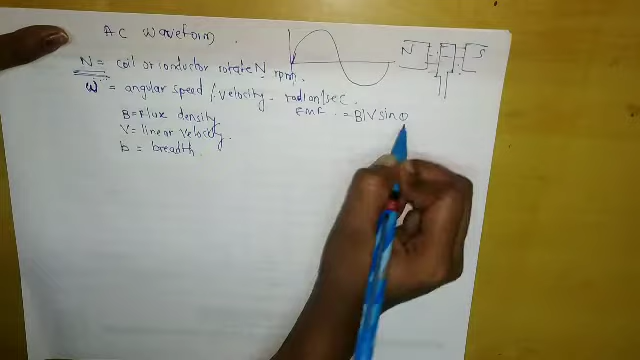 AC waveform
N S
N = coil or conductor rotate N rpm.
ω = angular speed / velocity - radian/sec.
B = Flux density
EMF = BlV sin θ
V = linear velocity.
b = breadth.